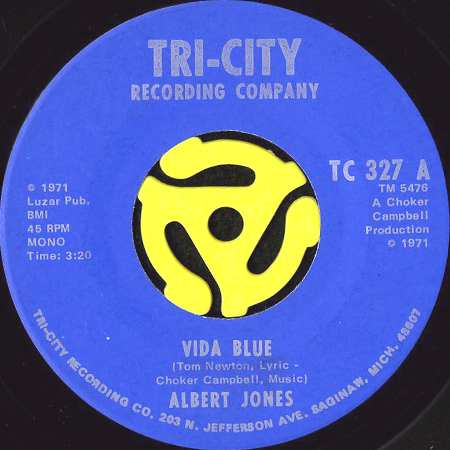 TRI-CITY
RECORDING COMPANY
© 1971
Luzar Pub.
BMI
45 RPM
MONO
Time: 3:20
TC 327 A
TM 5476
A Choker
Campbell
Production
℗ 1971
VIDA BLUE
(Tom Newton, Lyric -
Choker Campbell, Music)
ALBERT JONES
TRI-CITY RECORDING CO. 203 N. JEFFERSON AVE. SAGINAW, MICH. 48607